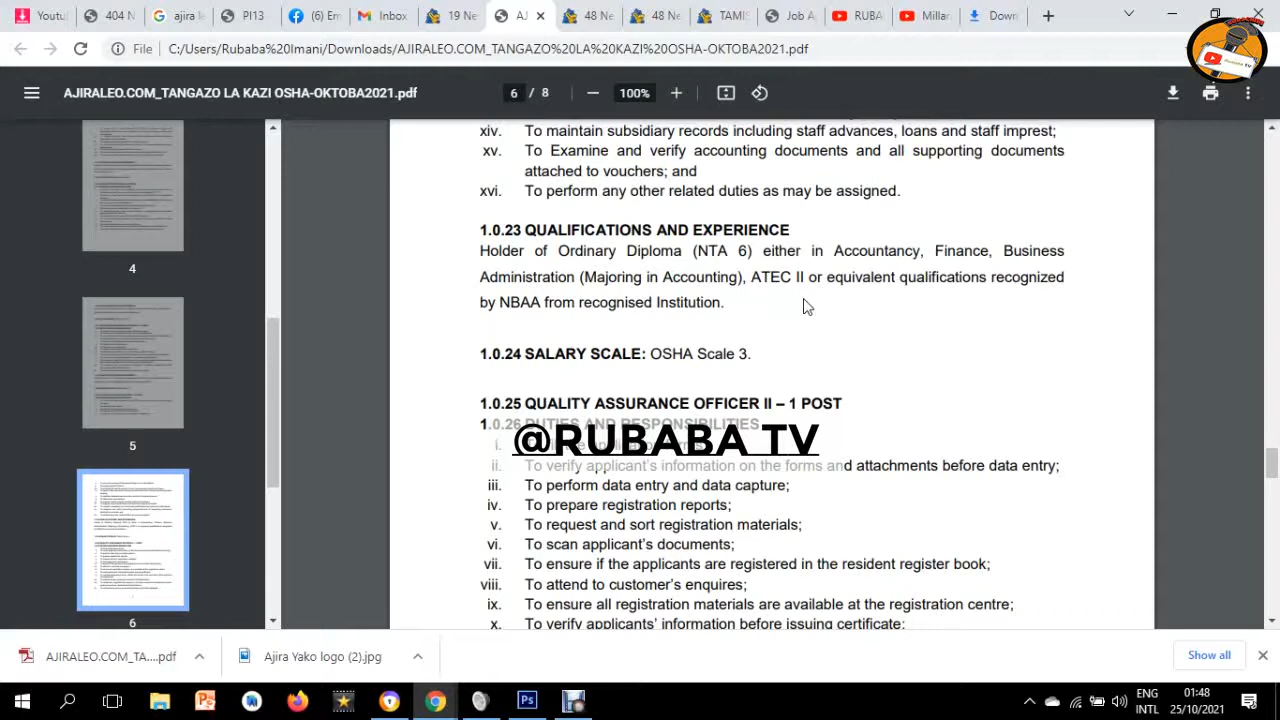 Youtub
404 N
ajira le
PI13
(6) Em
Inbox
19 Ne
AJ
48 Ne
48 Ne
TAMIS
Job A
RUBA
Millar
Down
File
C:/Users/Rubaba%20Imani/Downloads/AJIRALEO.COM_TANGAZO%20LA%20KAZI%20OSHA-OKTOBA2021.pdf
Rubaba TV
AJIRALEO.COM_TANGAZO LA KAZI OSHA-OKTOBA2021.pdf
6 / 8
100%
xiv. To maintain subsidiary records including staff advances, loans and staff imprest;
xv. To Examine and verify accounting documents and all supporting documents
attached to vouchers; and
xvi. To perform any other related duties as may be assigned.
1.0.23 QUALIFICATIONS AND EXPERIENCE
Holder of Ordinary Diploma (NTA 6) either in Accountancy, Finance, Business
Administration (Majoring in Accounting), ATEC II or equivalent qualifications recognized
by NBAA from recognised Institution.
1.0.24 SALARY SCALE: OSHA Scale 3.
1.0.25 QUALITY ASSURANCE OFFICER II – 1 POST
1.0.26 DUTIES AND RESPONSIBILITIES
@RUBABA TV
i.
ii. To verify applicant's information on the forms and attachments before data entry;
iii. To perform data entry and data capture;
iv. To prepare registration reports;
v. To request and sort registration materials;
vi. To scan applicant's documents;
vii. To ensure if the applicants are registered in the resident register book;
viii. To attend to customer's enquires;
ix. To ensure all registration materials are available at the registration centre;
x. To verify applicants' information before issuing certificate;
4
5
6
AJIRALEO.COM_TA....pdf
Ajira Yako logo (2).jpg
Show all
ENG
INTL
01:48
25/10/2021